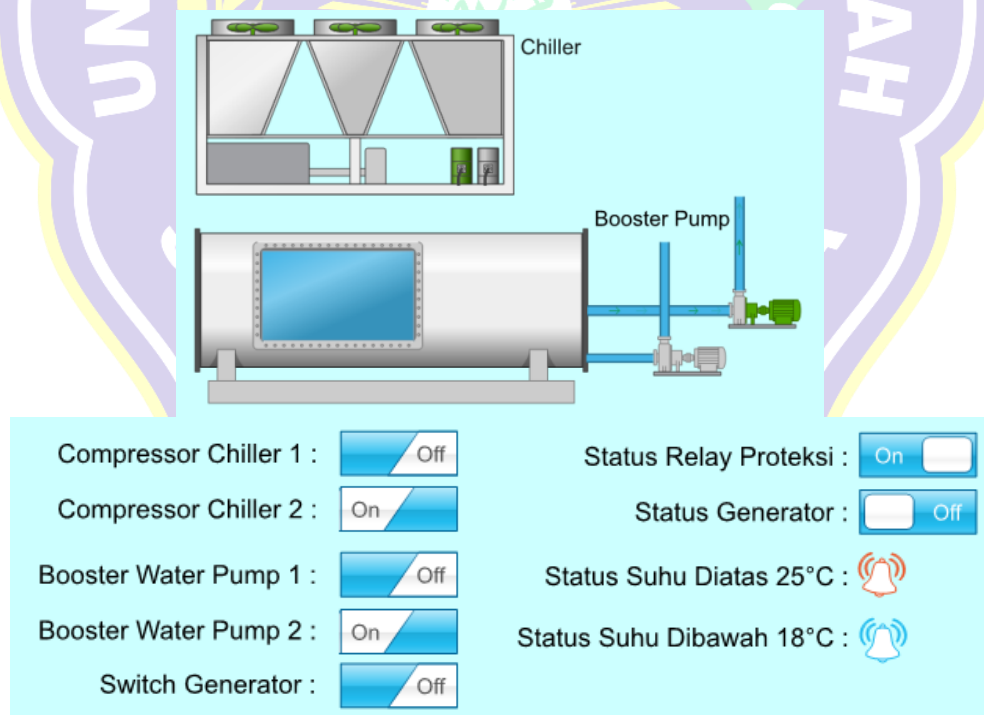 UN
AH
Chiller
Booster Pump
Compressor Chiller 1 : Off
Compressor Chiller 2 : On
Booster Water Pump 1 : Off
Booster Water Pump 2 : On
Switch Generator : Off
Status Relay Proteksi : On
Status Generator : Off
Status Suhu Diatas 25°C :
Status Suhu Dibawah 18°C :